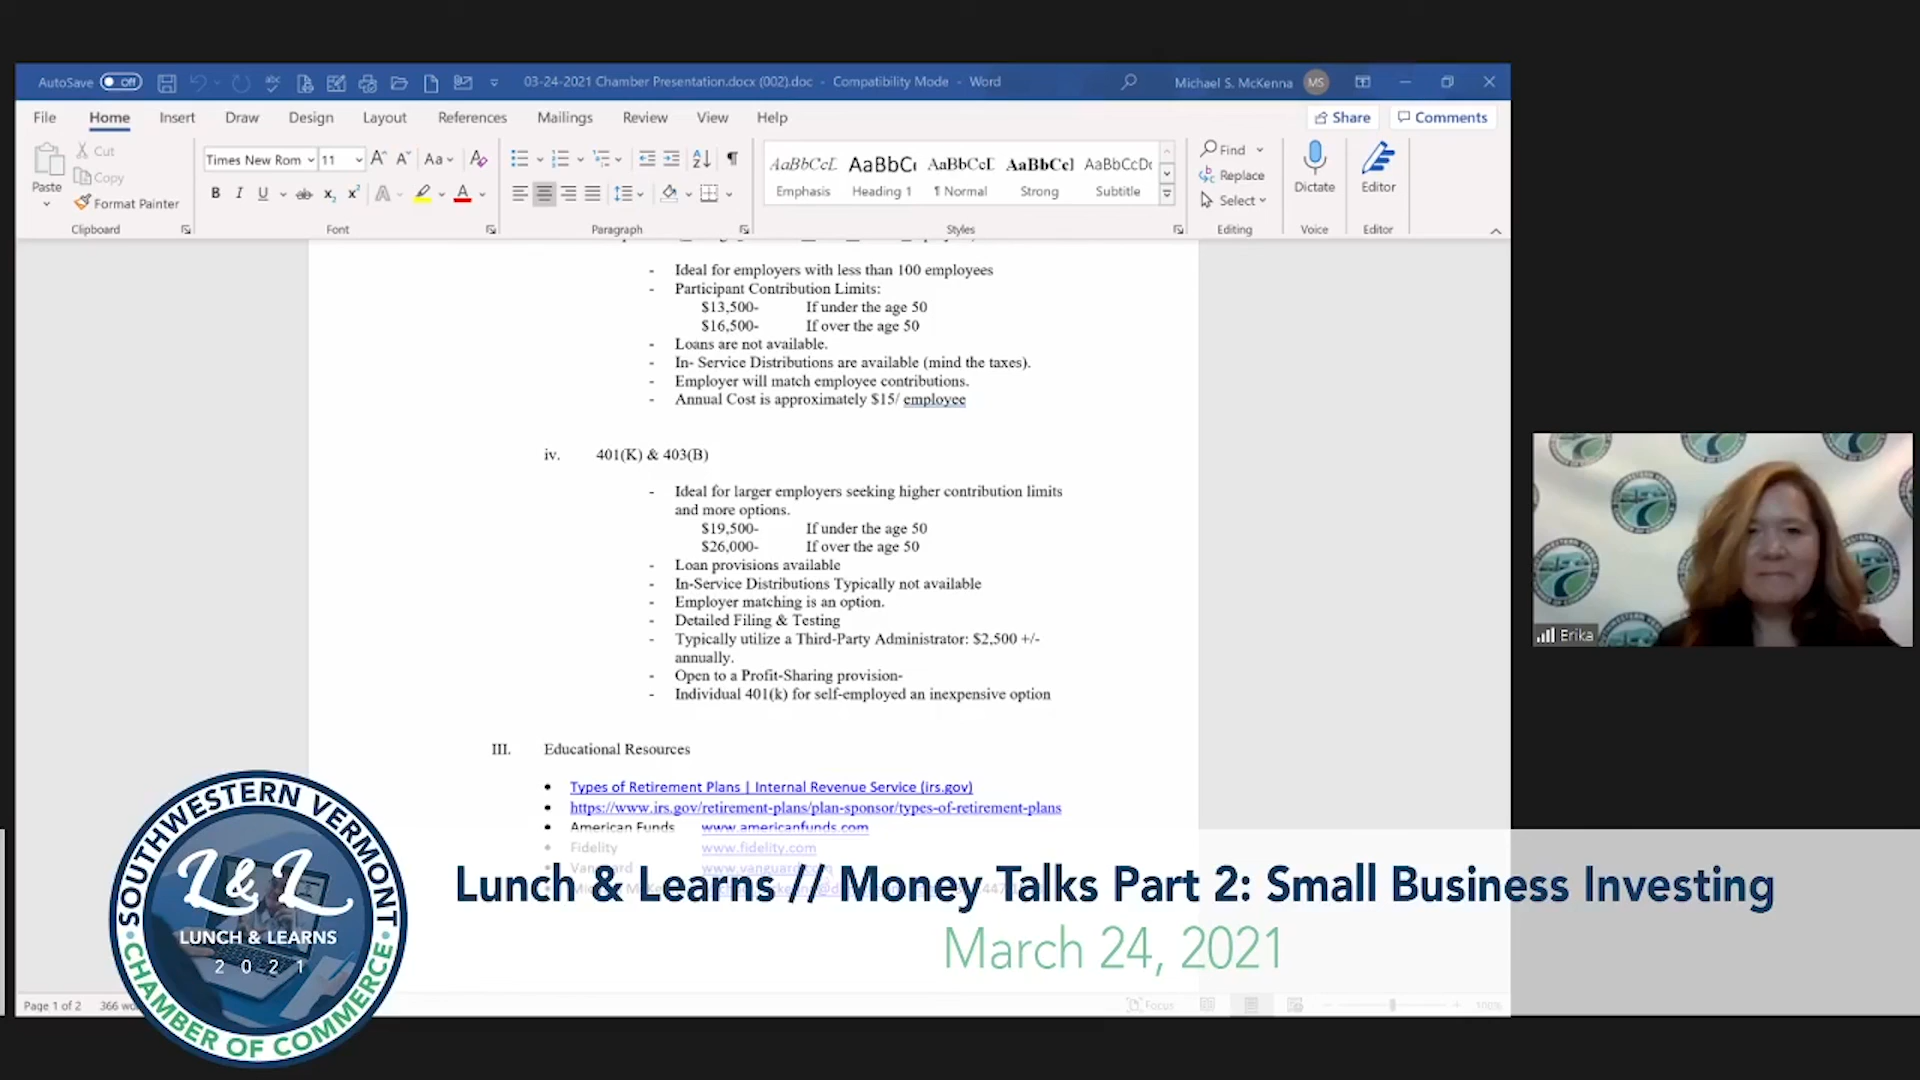 AutoSave Off 03-24-2021 Chamber Presentation.docx (002).doc - Compatibility Mode - Word Michael S. McKenna MS
File Home Insert Draw Design Layout References Mailings Review View Help Share Comments
Paste Cut Copy Format Painter
Times New Rom 11
AaBbCcL AaBbC AaBbCcI AaBbCcl AaBbCcDc
Emphasis Heading 1 ¶ Normal Strong Subtitle
Find Replace Select
Dictate
Editor
Clipboard Font Paragraph Styles Editing Voice Editor
- Ideal for employers with less than 100 employees
- Participant Contribution Limits:
$13,500- If under the age 50
$16,500- If over the age 50
- Loans are not available.
- In- Service Distributions are available (mind the taxes).
- Employer will match employee contributions.
- Annual Cost is approximately $15/ employee
iv. 401(K) & 403(B)
- Ideal for larger employers seeking higher contribution limits
and more options.
$19,500- If under the age 50
$26,000- If over the age 50
- Loan provisions available
- In-Service Distributions Typically not available
- Employer matching is an option.
- Detailed Filing & Testing
- Typically utilize a Third-Party Administrator: $2,500 +/-
annually.
- Open to a Profit-Sharing provision-
- Individual 401(k) for self-employed an inexpensive option
III. Educational Resources
• Types of Retirement Plans | Internal Revenue Service (irs.gov)
• https://www.irs.gov/retirement-plans/plan-sponsor/types-of-retirement-plans
• American Funds www.americanfunds.com
• Fidelity www.fidelity.com
Erika
Lunch & Learns // Money Talks Part 2: Small Business Investing
March 24, 2021
SOUTHWESTERN VERMONT
L&L
LUNCH & LEARNS
2021
CHAMBER OF COMMERCE
Page 1 of 2 366
Focus 100%